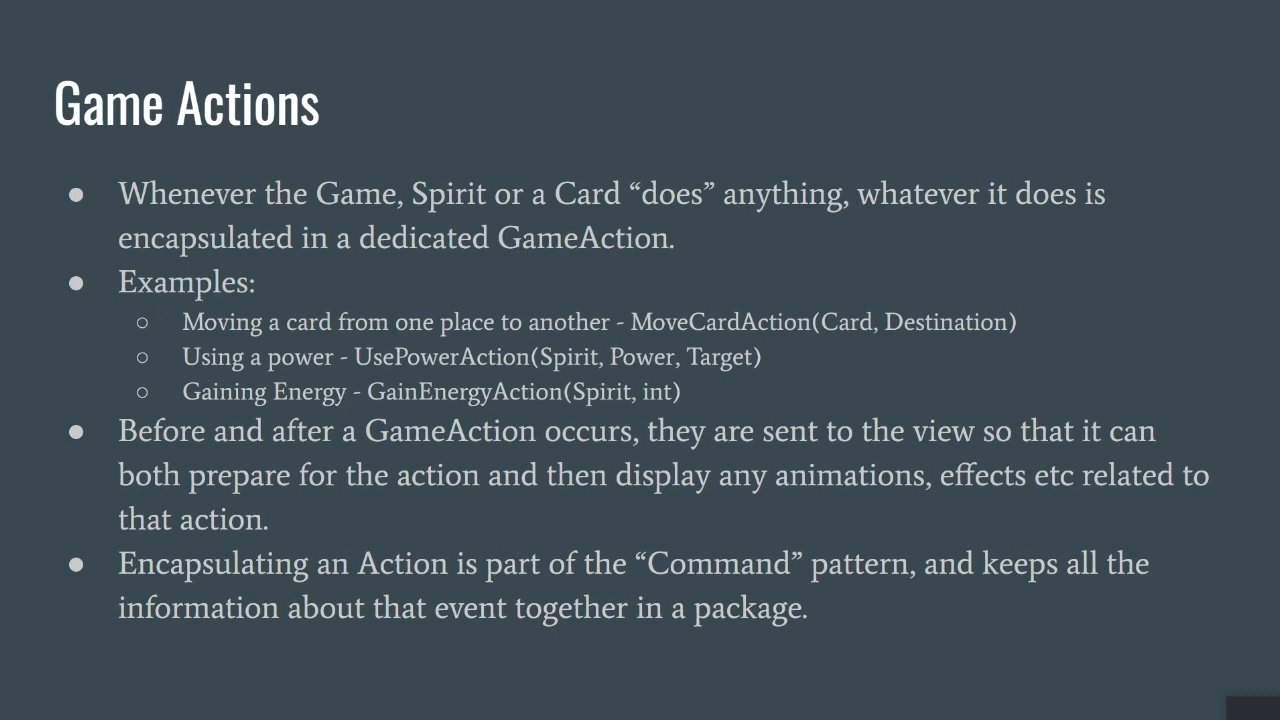 Game Actions
● Whenever the Game, Spirit or a Card “does” anything, whatever it does is
encapsulated in a dedicated GameAction.
● Examples:
○ Moving a card from one place to another - MoveCardAction(Card, Destination)
○ Using a power - UsePowerAction(Spirit, Power, Target)
○ Gaining Energy - GainEnergyAction(Spirit, int)
● Before and after a GameAction occurs, they are sent to the view so that it can
both prepare for the action and then display any animations, effects etc related to
that action.
● Encapsulating an Action is part of the “Command” pattern, and keeps all the
information about that event together in a package.